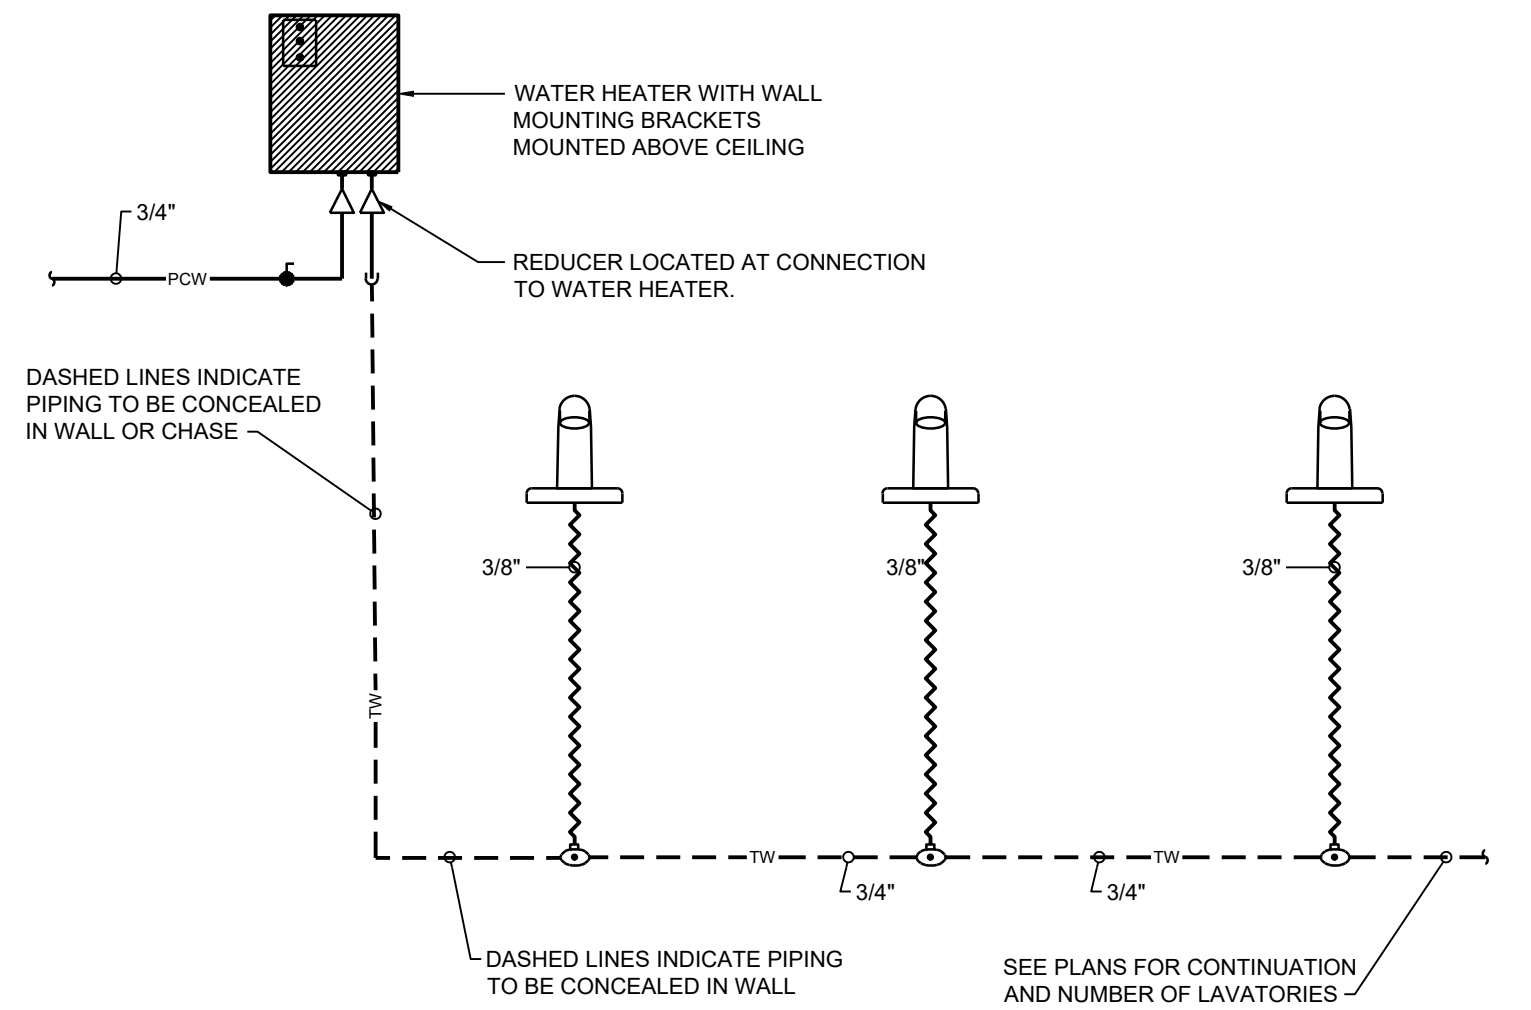 WATER HEATER WITH WALL
MOUNTING BRACKETS
MOUNTED ABOVE CEILING
3/4"
PCW
REDUCER LOCATED AT CONNECTION
TO WATER HEATER.
DASHED LINES INDICATE
PIPING TO BE CONCEALED
IN WALL OR CHASE
3/8"
3/8"
3/8"
TW
TW
TW
3/4"
3/4"
DASHED LINES INDICATE PIPING
TO BE CONCEALED IN WALL
SEE PLANS FOR CONTINUATION
AND NUMBER OF LAVATORIES